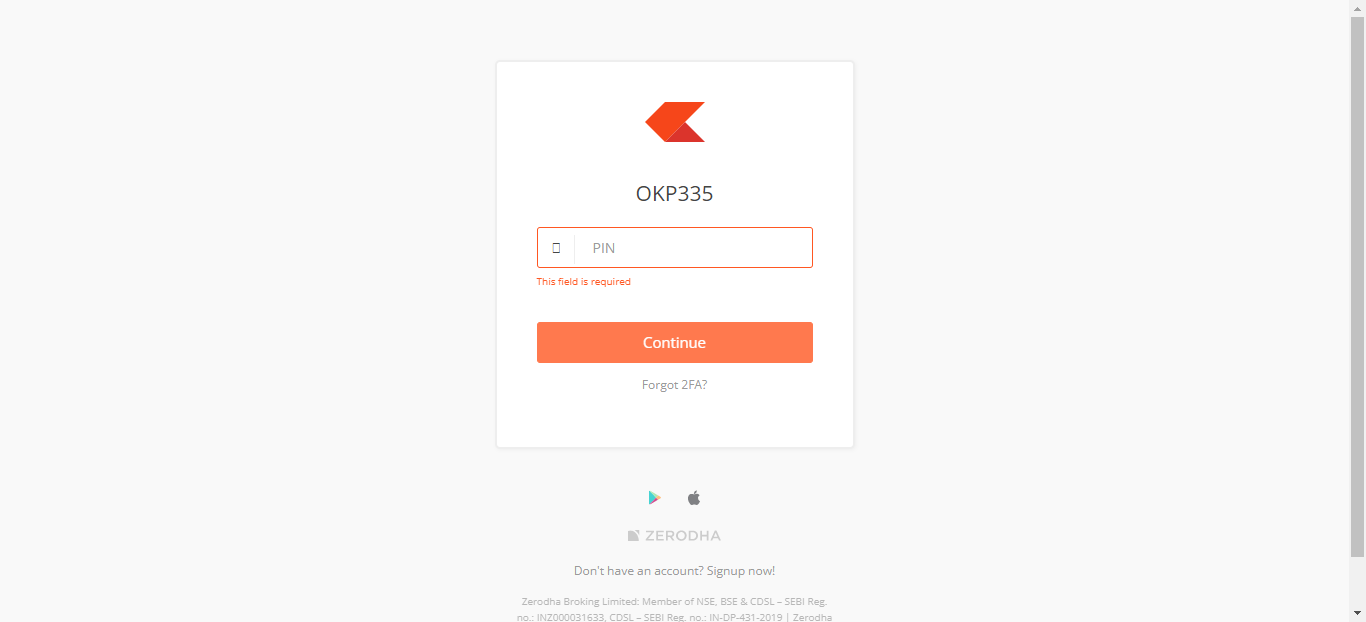 OKP335
PIN
This field is required
Continue
Forgot 2FA?
ZERODHA
Don't have an account? Signup now!
Zerodha Broking Limited: Member of NSE, BSE & CDSL – SEBI Reg.
no.: INZ000031633, CDSL – SEBI Reg. no.: IN-DP-431-2019 | Zerodha